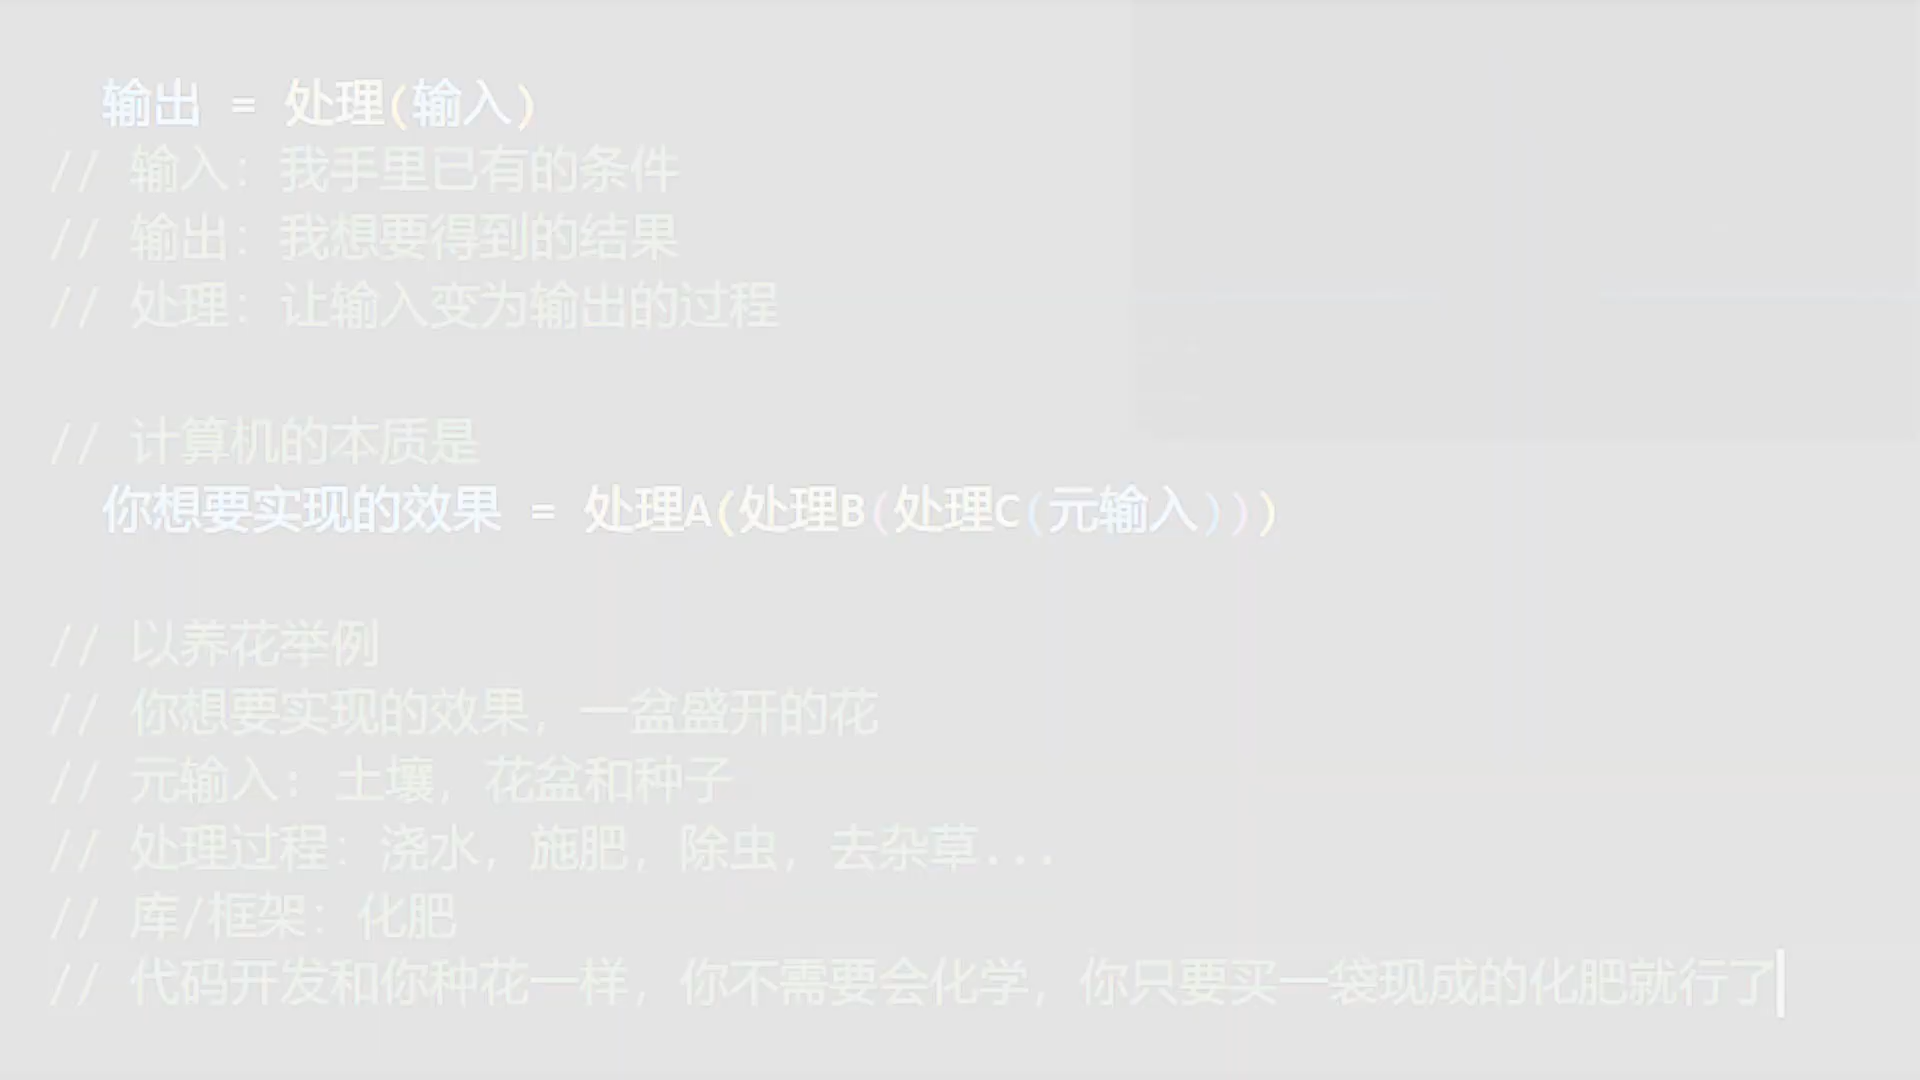 输出 = 处理(输入)
// 输入：我手里已有的条件
// 输出：我想要得到的结果
// 处理：让输入变为输出的过程
// 计算机的本质是
你想要实现的效果 = 处理A(处理B(处理C(元输入)))
// 以养花举例
// 你想要实现的效果，一盆盛开的花
// 元输入：土壤，花盆和种子
// 处理过程：浇水，施肥，除虫，去杂草...
// 库/框架：化肥
// 代码开发和你种花一样，你不需要会化学，你只要买一袋现成的化肥就行了